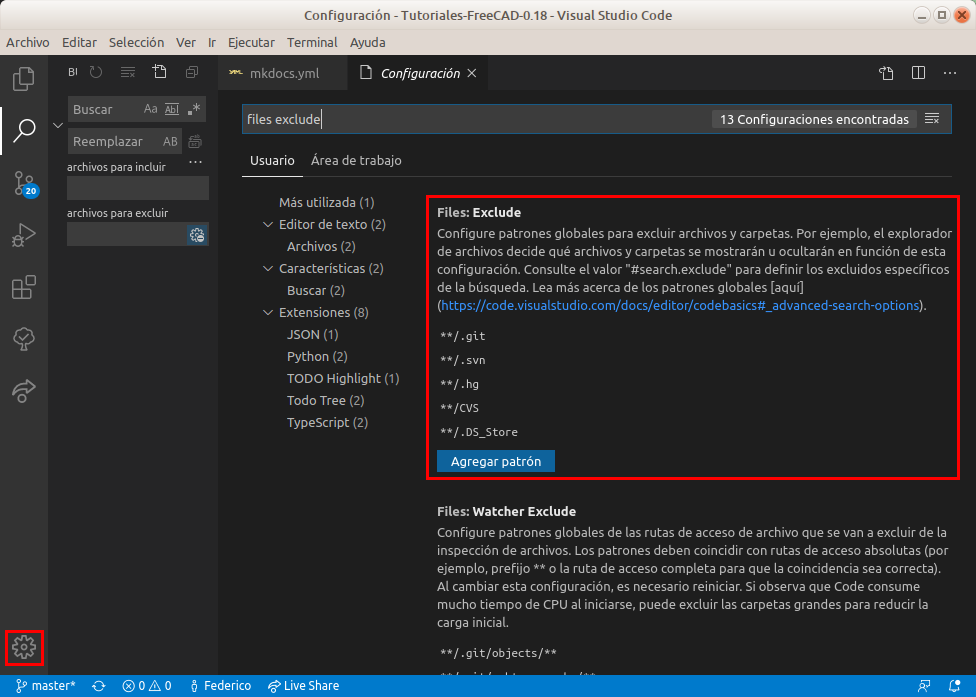 Configuración - Tutoriales-FreeCAD-0.18 - Visual Studio Code
Archivo Editar Selección Ver Ir Ejecutar Terminal Ayuda
mkdocs.yml Configuración
Buscar Aa Abl .*
Reemplazar AB
archivos para incluir
archivos para excluir
20
files exclude 13 Configuraciones encontradas
Usuario Área de trabajo
Más utilizada (1)
Editor de texto (2)
Archivos (2)
Características (2)
Buscar (2)
Extensiones (8)
JSON (1)
Python (2)
TODO Highlight (1)
Todo Tree (2)
TypeScript (2)
Files: Exclude
Configure patrones globales para excluir archivos y carpetas. Por ejemplo, el explorador
de archivos decide qué archivos y carpetas se mostrarán u ocultarán en función de esta
configuración. Consulte el valor "#search.exclude" para definir los excluidos específicos
de la búsqueda. Lea más acerca de los patrones globales [aquí]
(https://code.visualstudio.com/docs/editor/codebasics#_advanced-search-options).
**/.git
**/.svn
**/.hg
**/CVS
**/.DS_Store
Agregar patrón
Files: Watcher Exclude
Configure patrones globales de las rutas de acceso de archivo que se van a excluir de la
inspección de archivos. Los patrones deben coincidir con rutas de acceso absolutas (por
ejemplo, prefijo ** o la ruta de acceso completa para que la coincidencia sea correcta).
Al cambiar esta configuración, es necesario reiniciar. Si observa que Code consume
mucho tiempo de CPU al iniciarse, puede excluir las carpetas grandes para reducir la
carga inicial.
**/.git/objects/**
master* 0 0 Federico Live Share